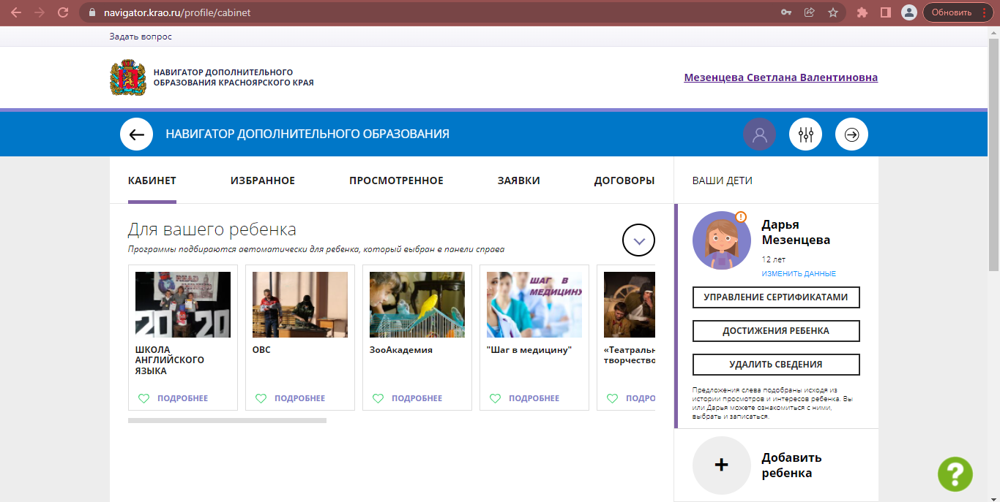 navigator.krao.ru/profile/cabinet
Обновить
Задать вопрос
НАВИГАТОР ДОПОЛНИТЕЛЬНОГО
ОБРАЗОВАНИЯ КРАСНОЯРСКОГО КРАЯ
Мезенцева Светлана Валентиновна
НАВИГАТОР ДОПОЛНИТЕЛЬНОГО ОБРАЗОВАНИЯ
КАБИНЕТ
ИЗБРАННОЕ
ПРОСМОТРЕННОЕ
ЗАЯВКИ
ДОГОВОРЫ
Для вашего ребенка
Программы подбираются автоматически для ребенка, который выбран в панели справа
2020
ШКОЛА
АНГЛИЙСКОГО
ЯЗЫКА
ПОДРОБНЕЕ
ОВС
ПОДРОБНЕЕ
ЗооАкадемия
ПОДРОБНЕЕ
ШАГ В
МЕДИЦИНУ
"Шаг в медицину"
ПОДРОБНЕЕ
«Театральн
творчество
ПОДРО
ВАШИ ДЕТИ
Дарья
Мезенцева
12 лет
ИЗМЕНИТЬ ДАННЫЕ
УПРАВЛЕНИЕ СЕРТИФИКАТАМИ
ДОСТИЖЕНИЯ РЕБЕНКА
УДАЛИТЬ СВЕДЕНИЯ
Предложения слева подобраны исходя из
истории просмотров и интересов ребенка. Вы
или Дарья можете ознакомиться с ними,
выбрать и записаться.
+
Добавить
ребенка
?